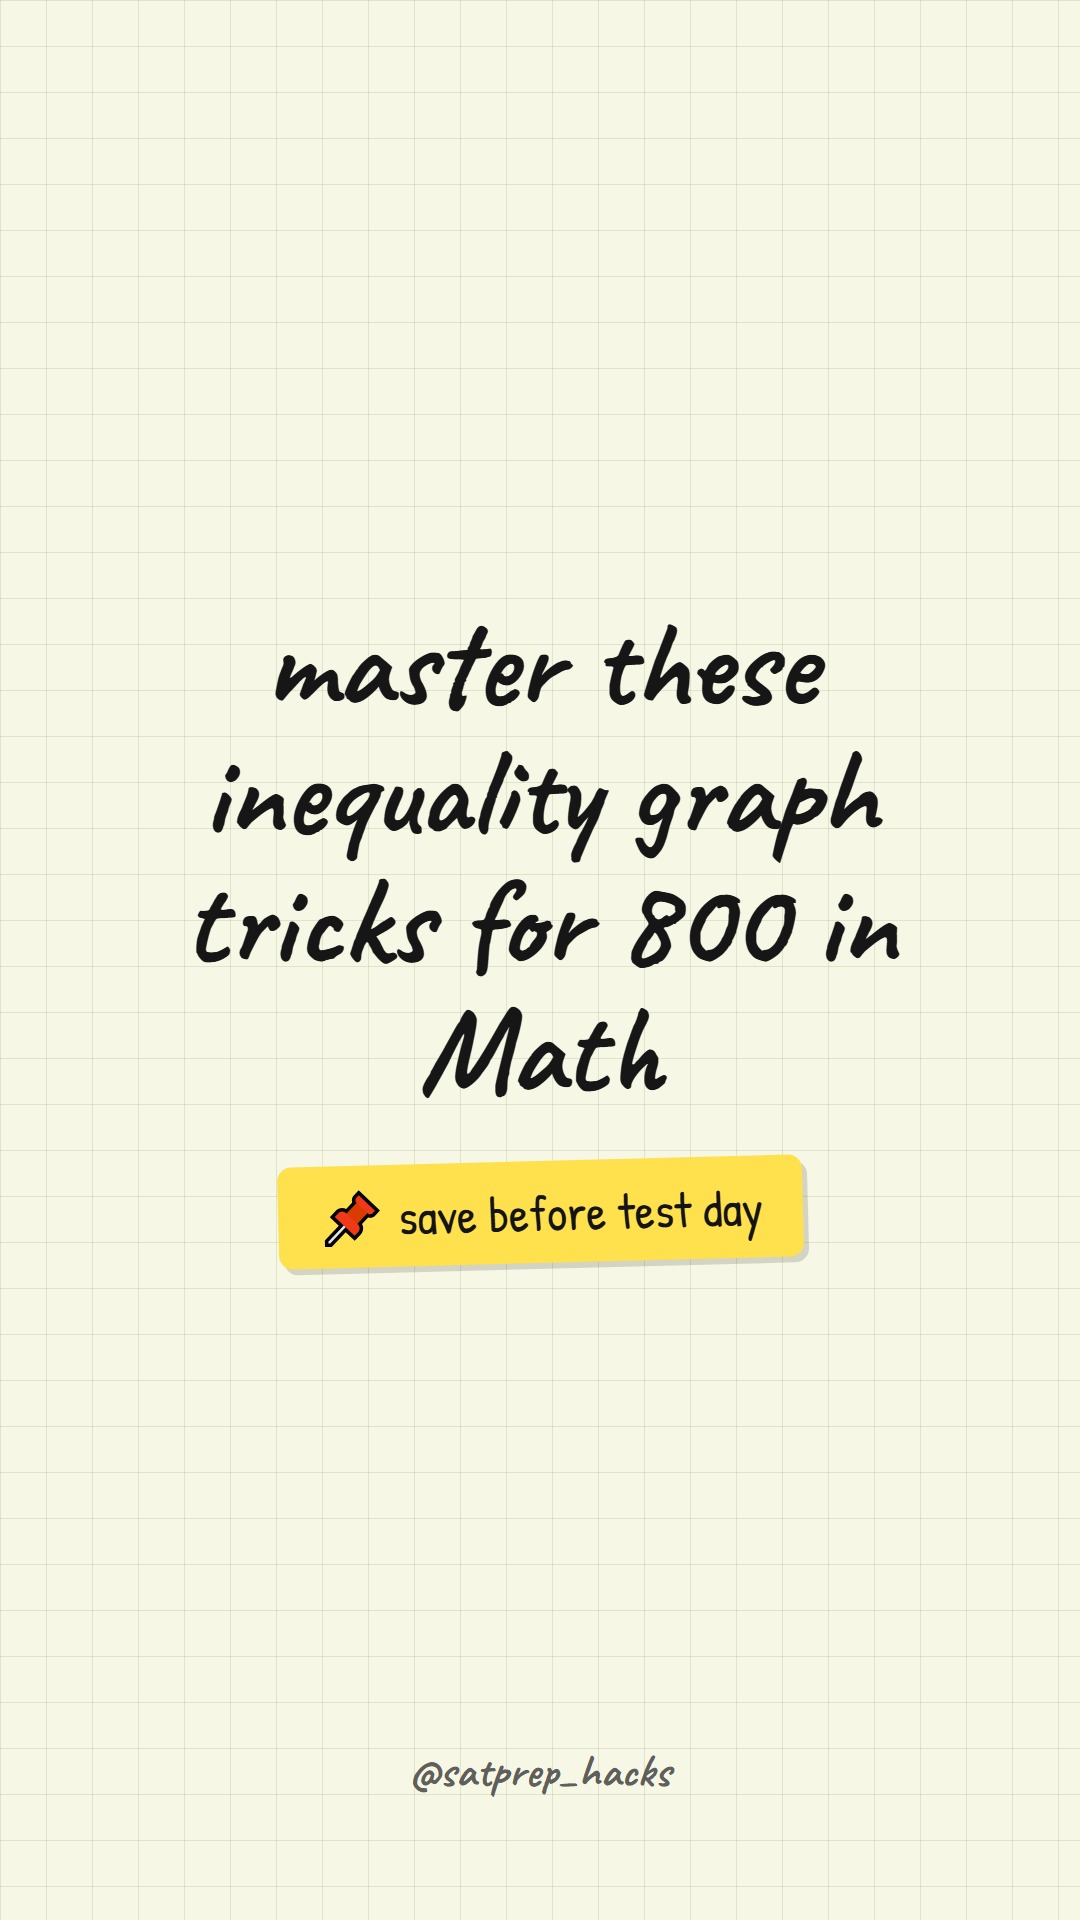 master these
inequality graph
tricks for 800 in
Math
📌 save before test day
@satprep_hacks